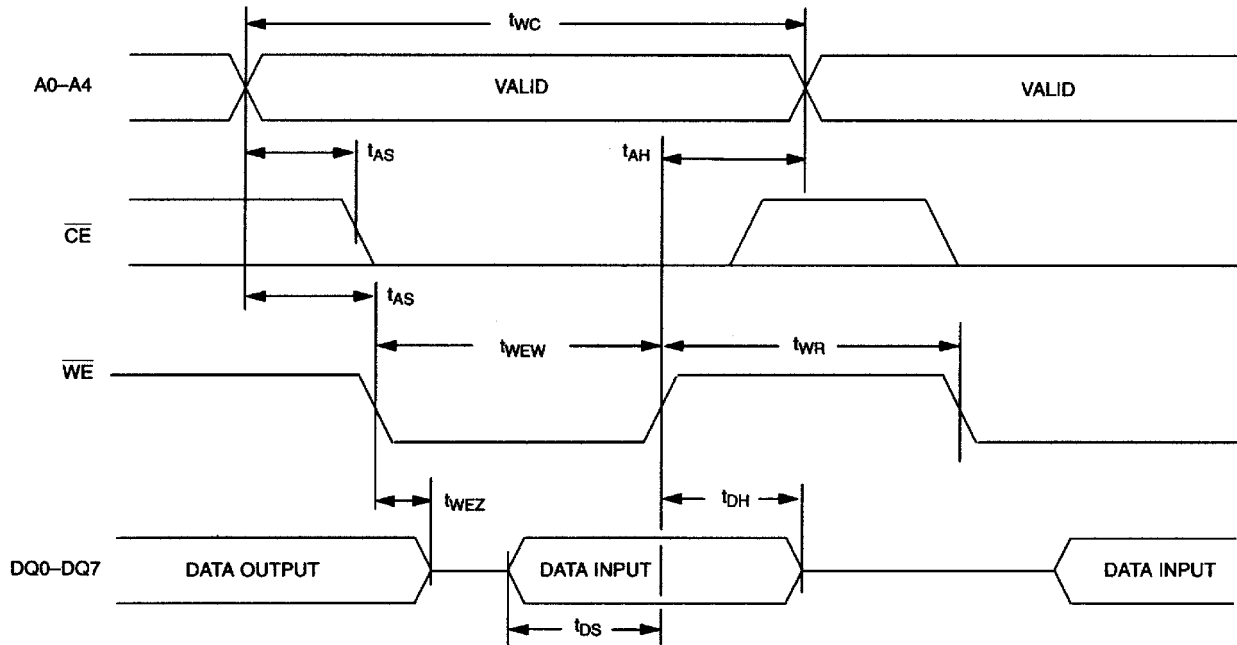 tWC
A0–A4 VALID VALID
tAS tAH
CE
tAS
tWEW tWR
WE
tWEZ tDH
DQ0–DQ7 DATA OUTPUT DATA INPUT DATA INPUT
tDS